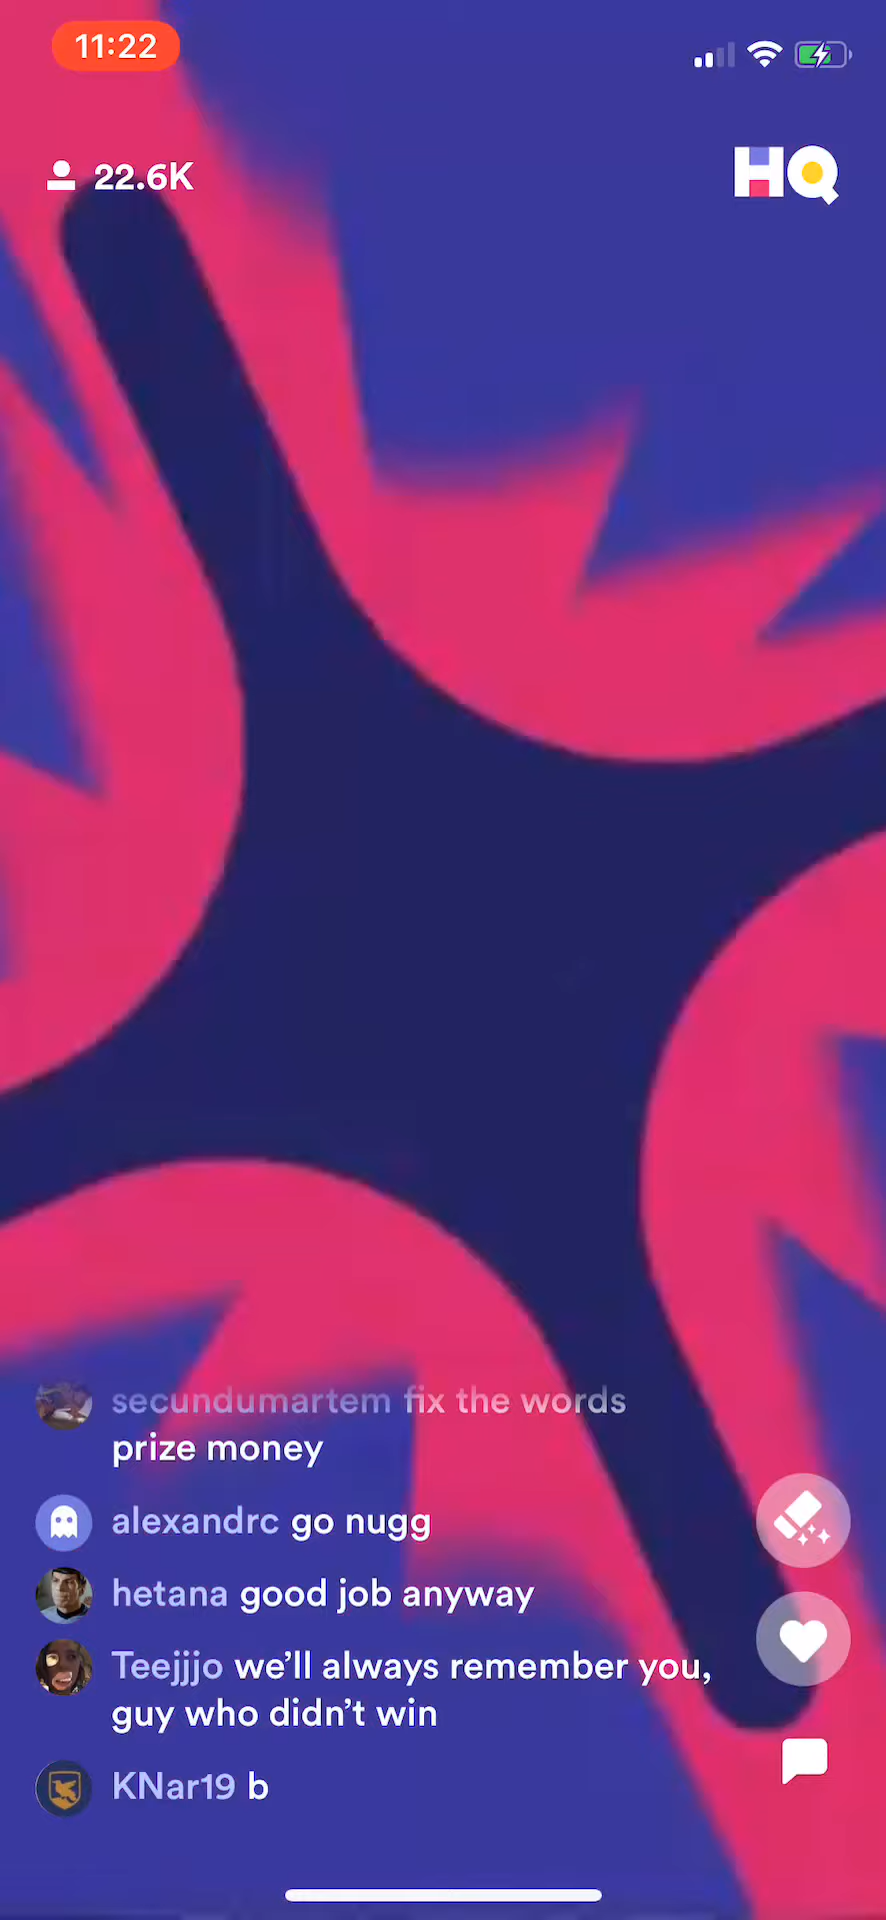 11:22
22.6K
HQ
secundumartem fix the words
prize money
alexandrc go nugg
hetana good job anyway
Teejjjo we’ll always remember you,
guy who didn’t win
KNar19 b